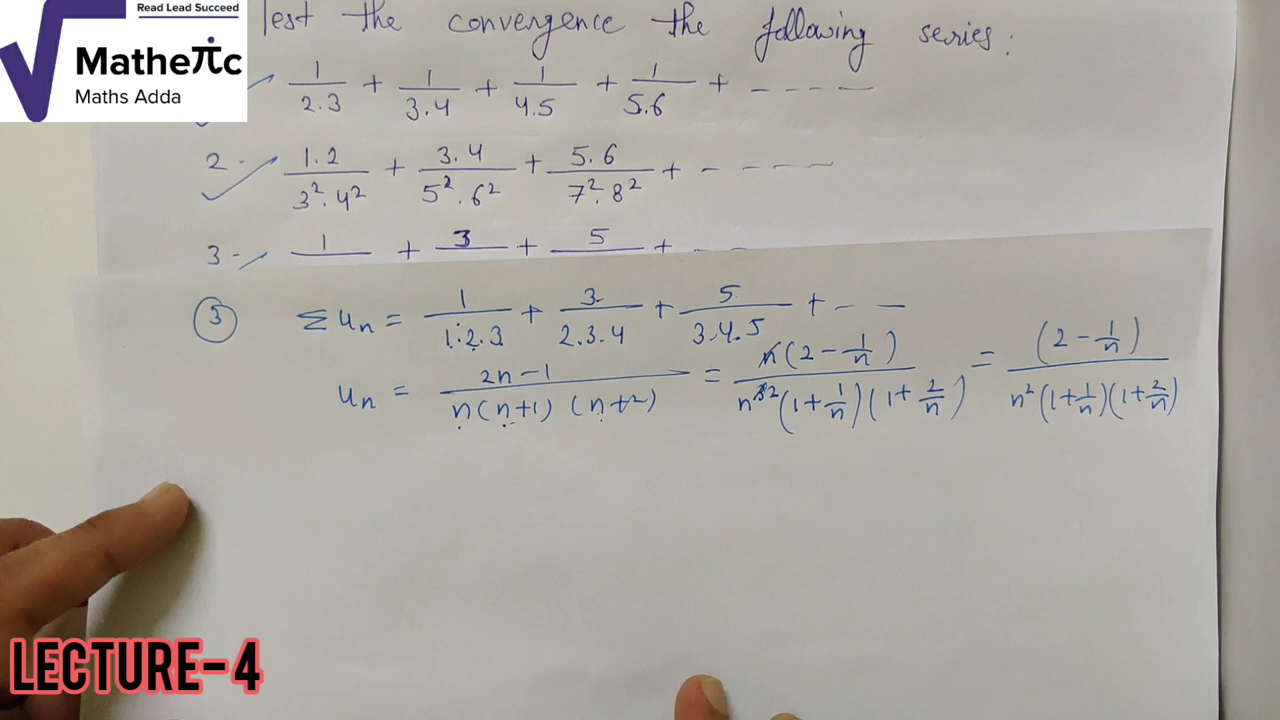 Read Lead Succeed
Matheπc
Maths Adda
Test the convergence the following series:
1/2.3 + 1/3.4 + 1/4.5 + 1/5.6 + ----
2- 1.2/3².4² + 3.4/5².6² + 5.6/7².8² + ----
3- 1/ + 3/ + 5/ + --
③ Σuₙ = 1/1.2.3 + 3/2.3.4 + 5/3.4.5 + --
uₙ = 2n-1/n(n+1)(n+2) = n(2-1/n)/n³²(1+1/n)(1+2/n) = (2-1/n)/n²(1+1/n)(1+2/n)
LECTURE-4